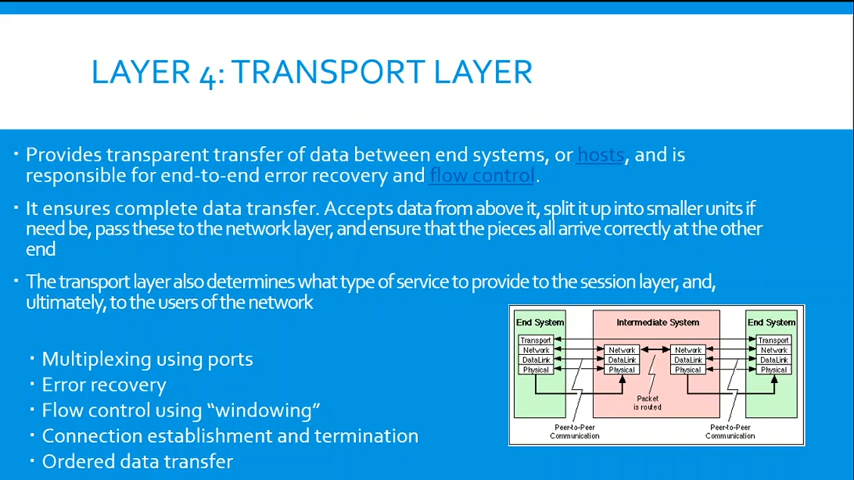 LAYER 4: TRANSPORT LAYER
▪ Provides transparent transfer of data between end systems, or hosts, and is
responsible for end-to-end error recovery and flow control.
▪ It ensures complete data transfer. Accepts data from above it, split it up into smaller units if
need be, pass these to the network layer, and ensure that the pieces all arrive correctly at the other
end
▪ The transport layer also determines what type of service to provide to the session layer, and,
ultimately, to the users of the network
▪ Multiplexing using ports
▪ Error recovery
▪ Flow control using “windowing”
▪ Connection establishment and termination
▪ Ordered data transfer
End System
Intermediate System
End System
Transport
Network
DataLink
Physical
Network
DataLink
Physical
Network
DataLink
Physical
Transport
Network
DataLink
Physical
Packet
is routed
Peer-to-Peer
Communication
Peer-to-Peer
Communication